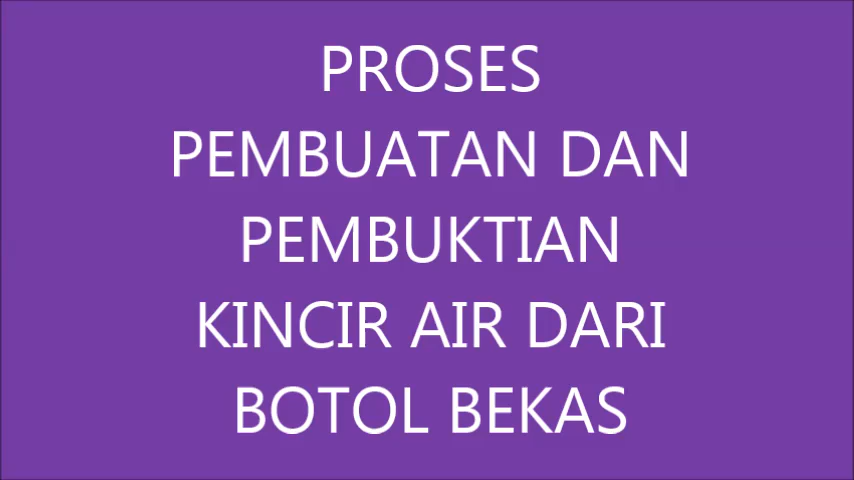 PROSES
PEMBUATAN DAN
PEMBUKTIAN
KINCIR AIR DARI
BOTOL BEKAS